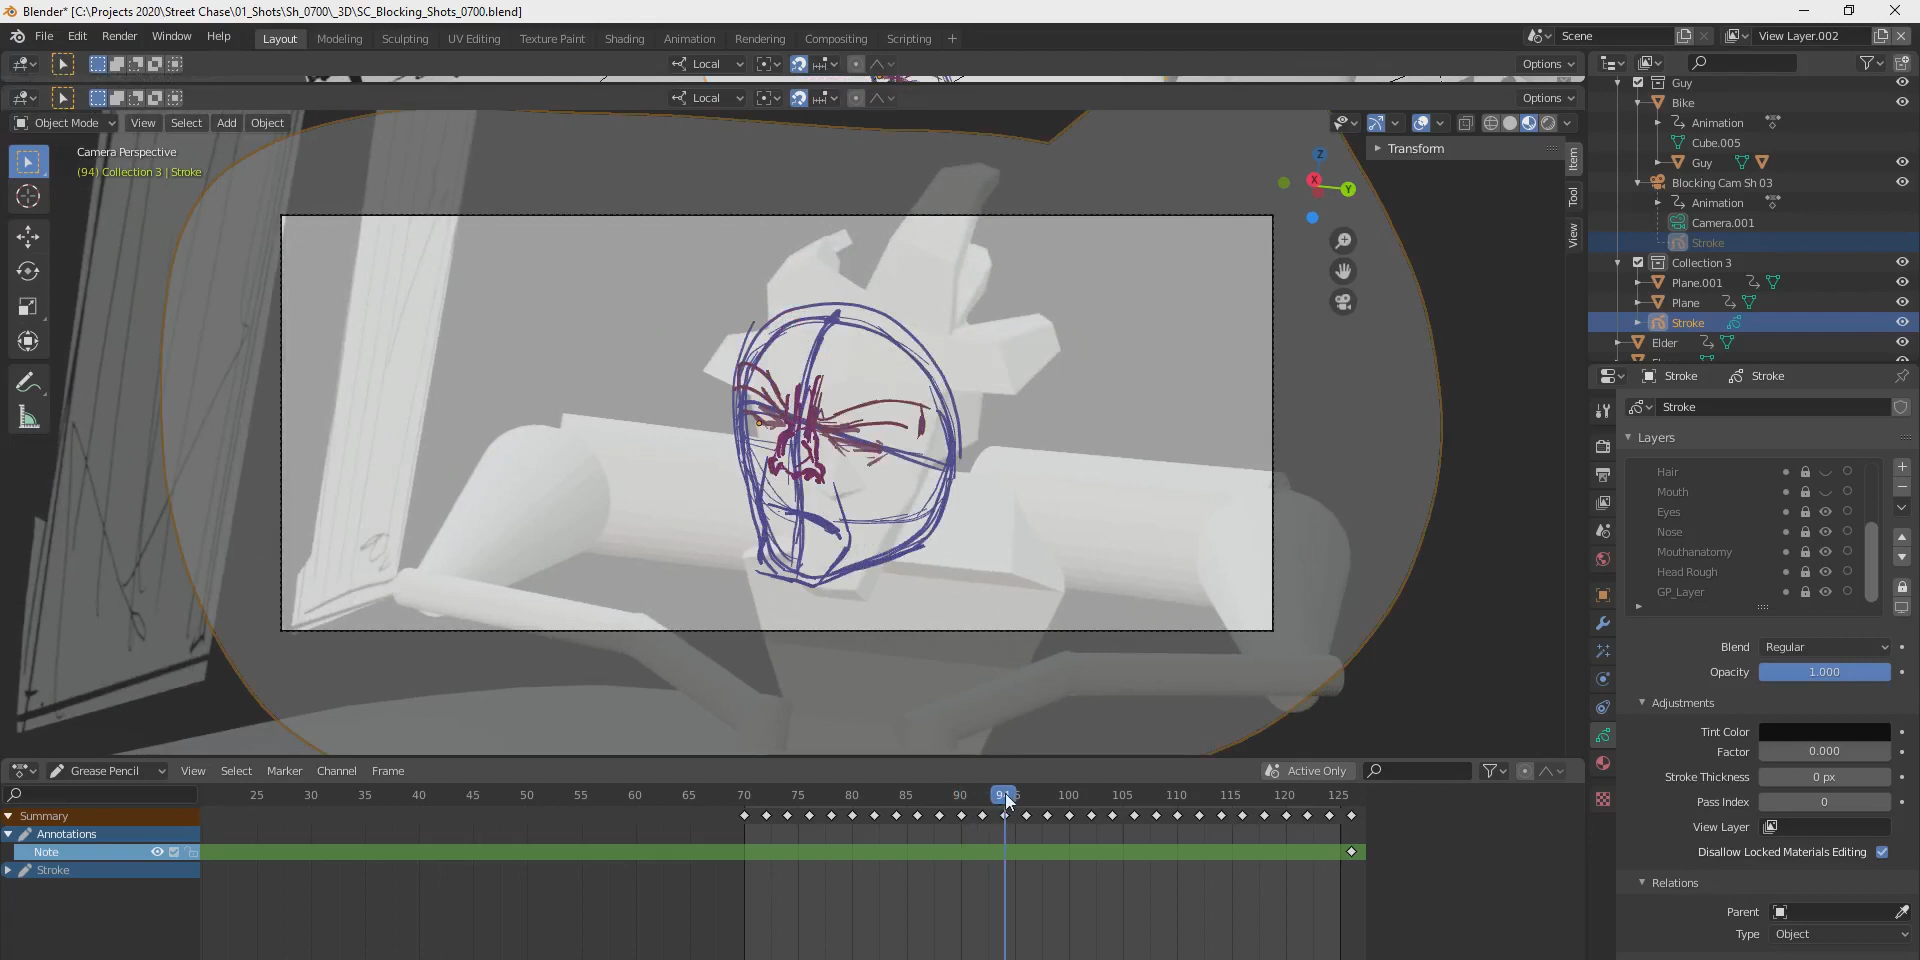 Blender* [C:\Projects 2020\Street Chase\01_Shots\Sh_0700\_3D\SC_Blocking_Shots_0700.blend]
File Edit Render Window Help Layout Modeling Sculpting UV Editing Texture Paint Shading Animation Rendering Compositing Scripting + Scene View Layer.002
Local Options
Local Options
Object Mode View Select Add Object
Camera Perspective
(94) Collection 3 | Stroke
Z
X
Y
Transform
Item
Tool
View
Guy
Bike
Animation
Cube.005
Guy
Blocking Cam Sh 03
Animation
Camera.001
Stroke
Collection 3
Plane.001
Plane
Stroke
Elder
Stroke Stroke
Stroke
Layers
Hair
Mouth
Eyes
Nose
Mouthanatomy
Head Rough
GP_Layer
Blend Regular
Opacity 1.000
Adjustments
Tint Color
Factor 0.000
Stroke Thickness 0 px
Pass Index 0
View Layer
Disallow Locked Materials Editing
Relations
Parent
Type Object
Grease Pencil View Select Marker Channel Frame Active Only
25 30 35 40 45 50 55 60 65 70 75 80 85 90 100 105 110 115 120 125
Summary
Annotations
Note
Stroke